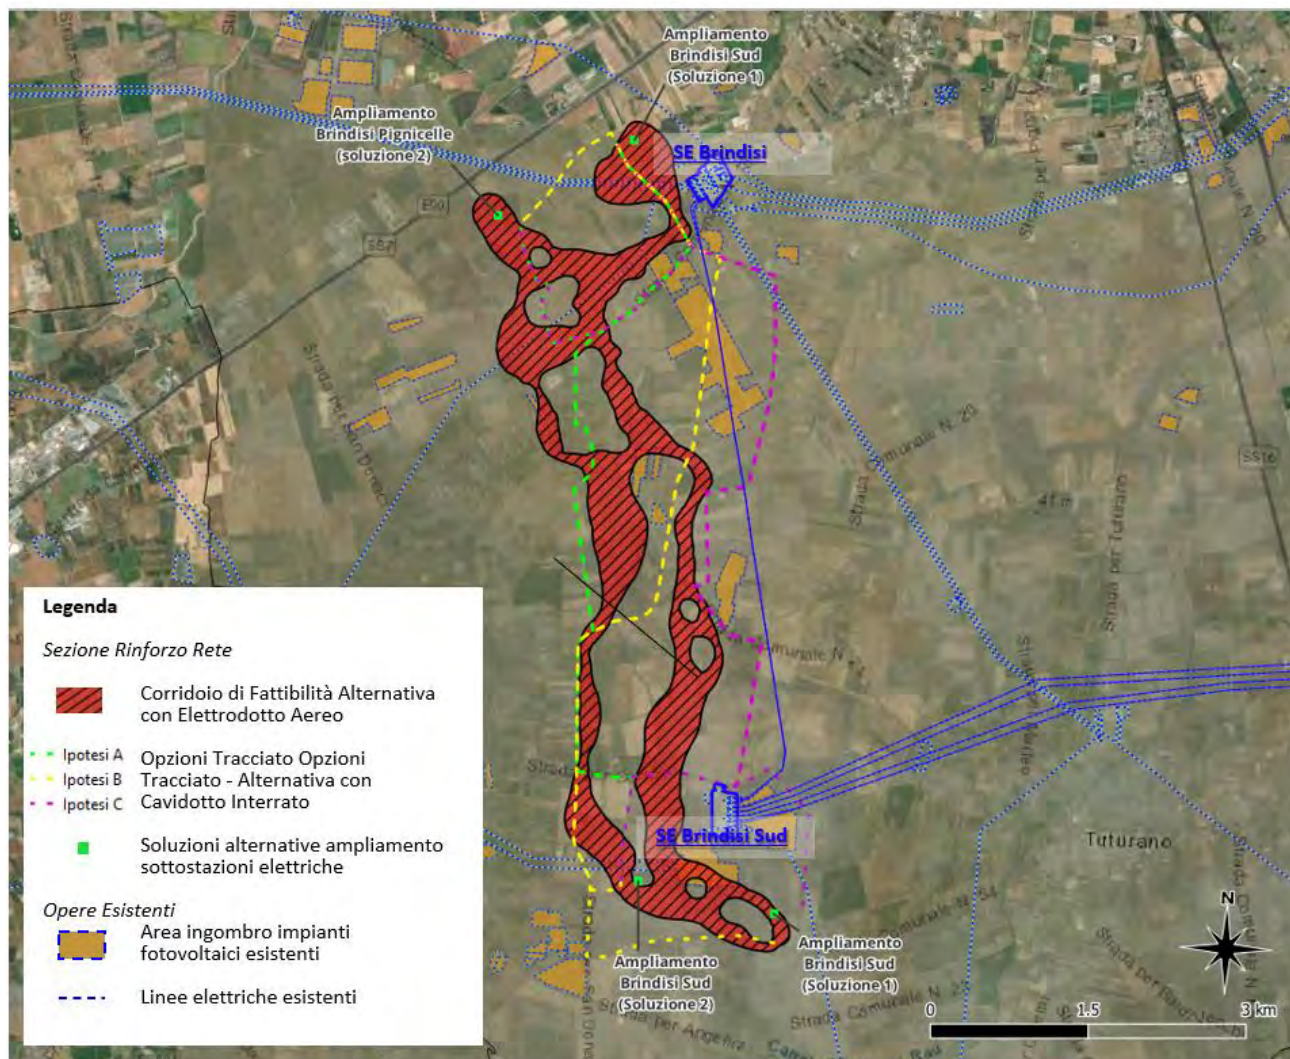 Ampliamento
Brindisi Sud
(Soluzione 1)
Ampliamento
Brindisi Pignicelle
(soluzione 2)
SE Brindisi
E90
SS7
Strada per San Donaci
Strada Comunale N. 20
SS16
Strada per Tuturano
SE Brindisi Sud
Tuturano
Ampliamento
Brindisi Sud
(Soluzione 1)
Ampliamento
Brindisi Sud
(Soluzione 2)
N
0 1.5 3 km
Legenda
Sezione Rinforzo Rete
Corridoio di Fattibilità Alternativa
con Elettrodotto Aereo
Ipotesi A
Ipotesi B
Ipotesi C
Opzioni Tracciato Opzioni
Tracciato - Alternativa con
Cavidotto Interrato
Soluzioni alternative ampliamento
sottostazioni elettriche
Opere Esistenti
Area ingombro impianti
fotovoltaici esistenti
Linee elettriche esistenti